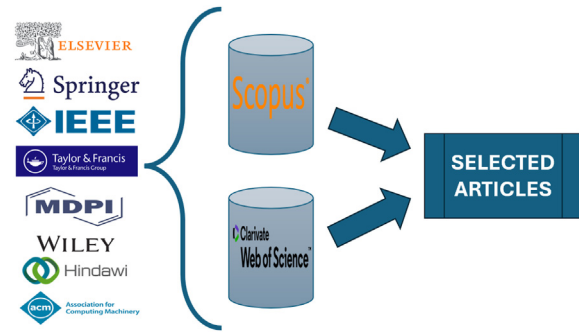 ELSEVIER
Springer
IEEE
Taylor & Francis
Taylor & Francis Group
MDPI
WILEY
Hindawi
acm
Association for
Computing Machinery
Scopus®
Clarivate
Web of Science™
SELECTED
ARTICLES